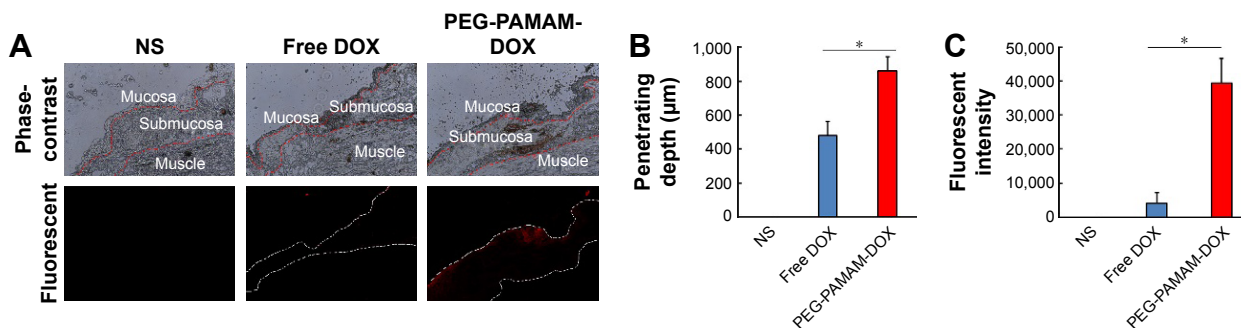 A
NS
Free DOX
PEG-PAMAM-
DOX
Phase-
contrast
Mucosa
Submucosa
Muscle
Mucosa
Submucosa
Muscle
Mucosa
Submucosa
Muscle
Fluorescent
B
Penetrating
depth (µm)
1,000
800
600
400
200
0
*
NS
Free DOX
PEG-PAMAM-DOX
C
Fluorescent
intensity
50,000
40,000
30,000
20,000
10,000
0
*
NS
Free DOX
PEG-PAMAM-DOX